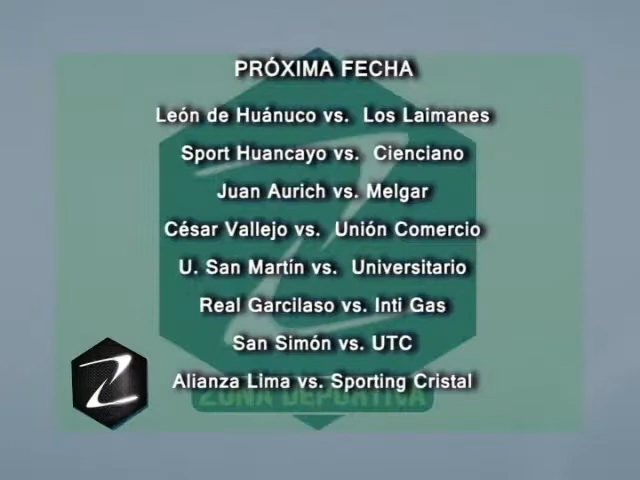 PRÓXIMA FECHA
León de Huánuco vs. Los Laimanes
Sport Huancayo vs. Cienciano
Juan Aurich vs. Melgar
César Vallejo vs. Unión Comercio
U. San Martín vs. Universitario
Real Garcilaso vs. Inti Gas
San Simón vs. UTC
Alianza Lima vs. Sporting Cristal
ZONA DEPORTIVA